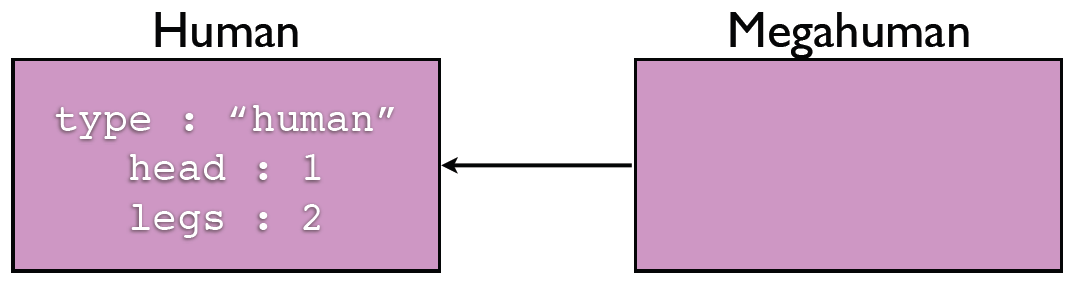 Human
Megahuman
type : “human”
head : 1
legs : 2